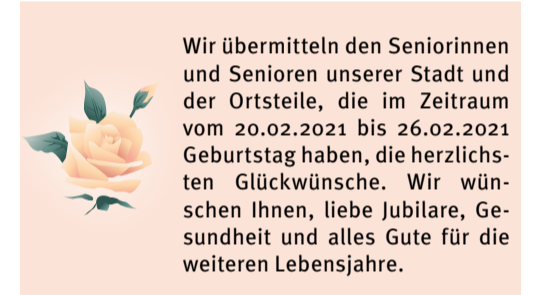 Wir übermitteln den Seniorinnen
und Senioren unserer Stadt und
der Ortsteile, die im Zeitraum
vom 20.02.2021 bis 26.02.2021
Geburtstag haben, die herzlichs-
ten Glückwünsche. Wir wün-
schen Ihnen, liebe Jubilare, Ge-
sundheit und alles Gute für die
weiteren Lebensjahre.